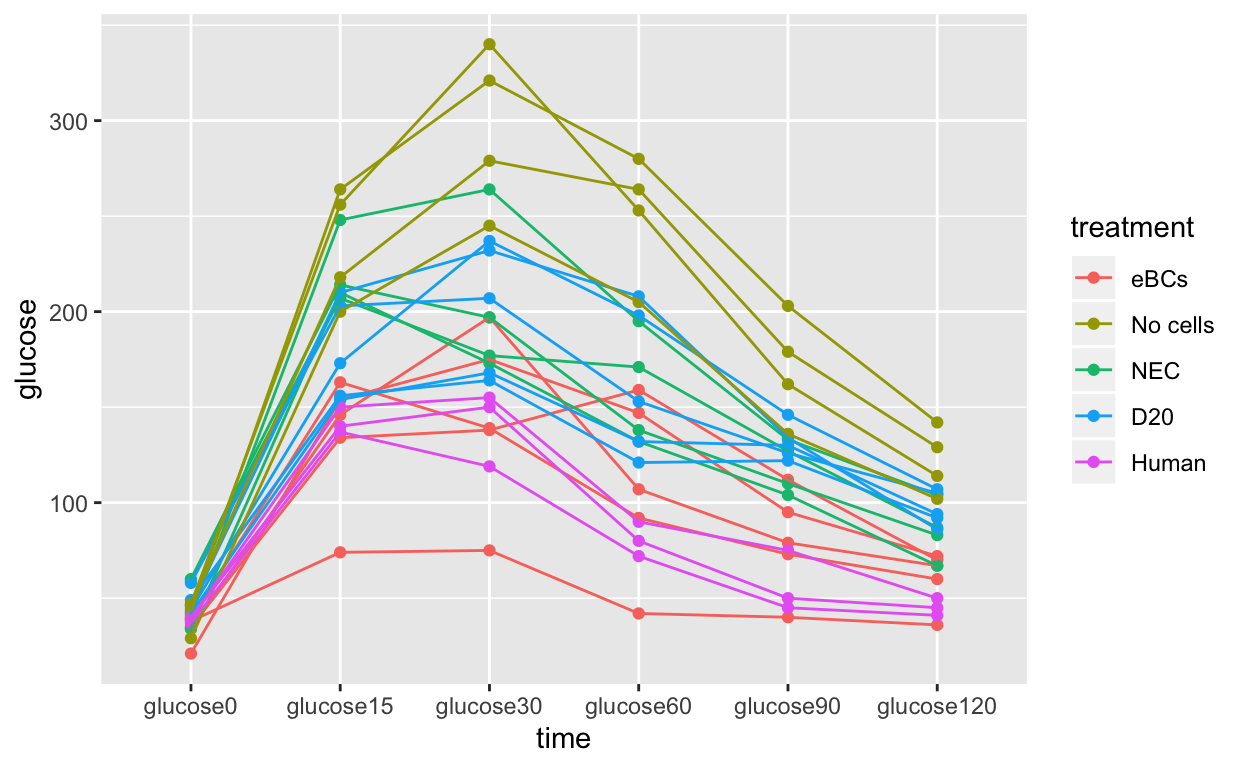 300
200
100
glucose
glucose0 glucose15 glucose30 glucose60 glucose90 glucose120
time
treatment
eBCs
No cells
NEC
D20
Human